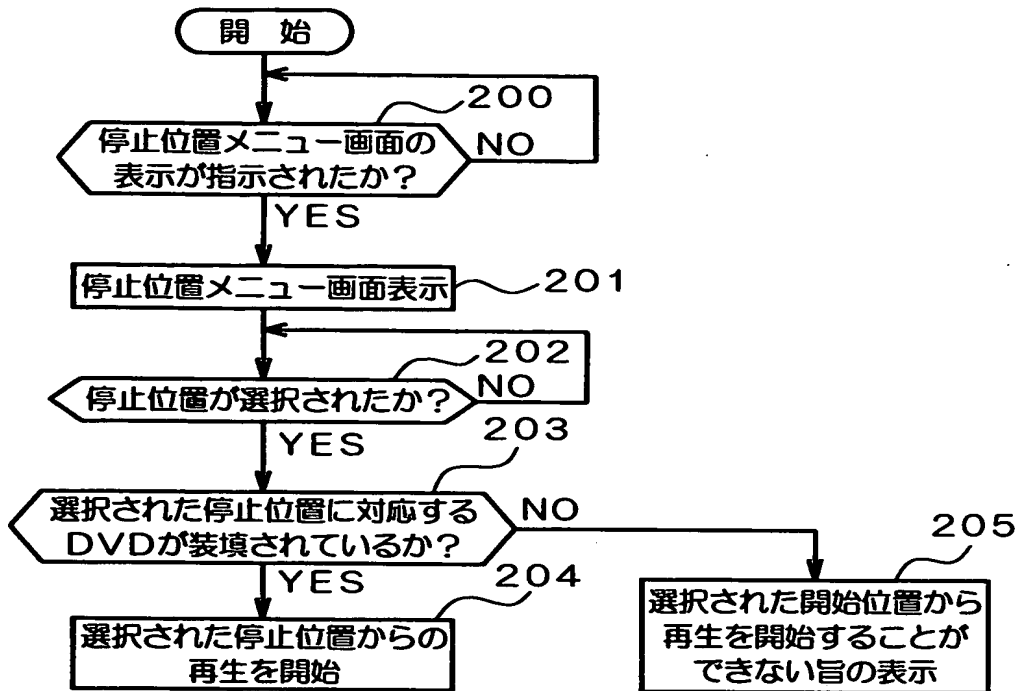 開 始
200
停止位置メニュー画面の
表示が指示されたか?
NO
YES
停止位置メニュー画面表示
201
202
停止位置が選択されたか?
NO
YES
203
選択された停止位置に対応する
DVDが装填されているか?
NO
YES
204
選択された停止位置からの
再生を開始
205
選択された開始位置から
再生を開始することが
できない旨の表示